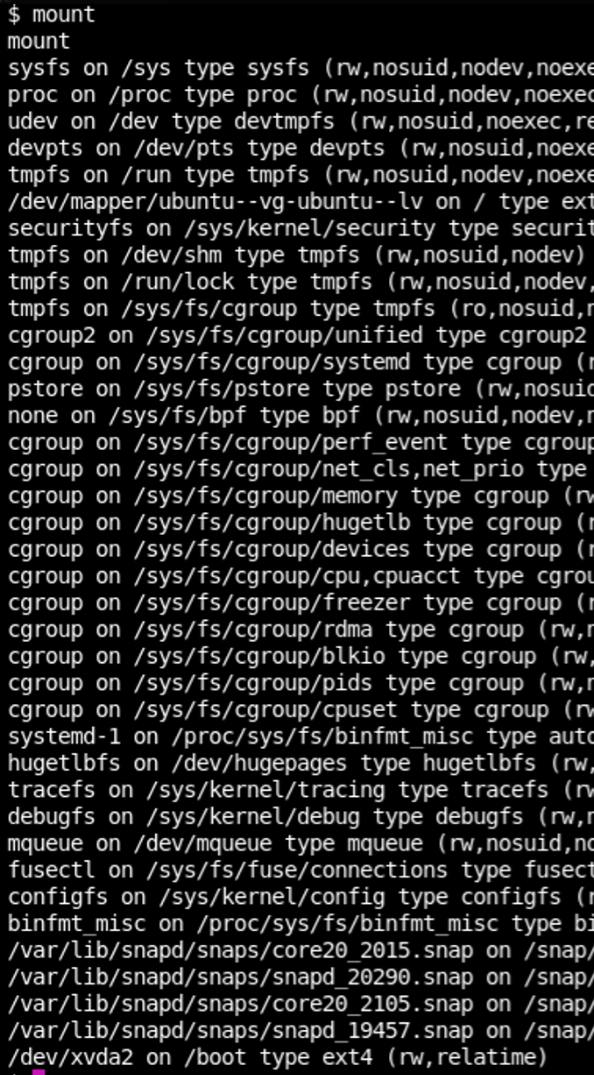 $ mount
mount
sysfs on /sys type sysfs (rw,nosuid,nodev,noexe
proc on /proc type proc (rw,nosuid,nodev,noexec
udev on /dev type devtmpfs (rw,nosuid,noexec,re
devpts on /dev/pts type devpts (rw,nosuid,noexe
tmpfs on /run type tmpfs (rw,nosuid,nodev,noexe
/dev/mapper/ubuntu--vg-ubuntu--lv on / type ext
securityfs on /sys/kernel/security type securit
tmpfs on /dev/shm type tmpfs (rw,nosuid,nodev)
tmpfs on /run/lock type tmpfs (rw,nosuid,nodev,
tmpfs on /sys/fs/cgroup type tmpfs (ro,nosuid,n
cgroup2 on /sys/fs/cgroup/unified type cgroup2
cgroup on /sys/fs/cgroup/systemd type cgroup (r
pstore on /sys/fs/pstore type pstore (rw,nosuid
none on /sys/fs/bpf type bpf (rw,nosuid,nodev,n
cgroup on /sys/fs/cgroup/perf_event type cgroup
cgroup on /sys/fs/cgroup/net_cls,net_prio type
cgroup on /sys/fs/cgroup/memory type cgroup (rw
cgroup on /sys/fs/cgroup/hugetlb type cgroup (r
cgroup on /sys/fs/cgroup/devices type cgroup (r
cgroup on /sys/fs/cgroup/cpu,cpuacct type cgrou
cgroup on /sys/fs/cgroup/freezer type cgroup (r
cgroup on /sys/fs/cgroup/rdma type cgroup (rw,n
cgroup on /sys/fs/cgroup/blkio type cgroup (rw,
cgroup on /sys/fs/cgroup/pids type cgroup (rw,n
cgroup on /sys/fs/cgroup/cpuset type cgroup (rw
systemd-1 on /proc/sys/fs/binfmt_misc type auto
hugetlbfs on /dev/hugepages type hugetlbfs (rw,
tracefs on /sys/kernel/tracing type tracefs (rw
debugfs on /sys/kernel/debug type debugfs (rw,n
mqueue on /dev/mqueue type mqueue (rw,nosuid,no
fusectl on /sys/fs/fuse/connections type fusect
configfs on /sys/kernel/config type configfs (r
binfmt_misc on /proc/sys/fs/binfmt_misc type bi
/var/lib/snapd/snaps/core20_2015.snap on /snap/
/var/lib/snapd/snaps/snapd_20290.snap on /snap/
/var/lib/snapd/snaps/core20_2105.snap on /snap/
/var/lib/snapd/snaps/snapd_19457.snap on /snap/
/dev/xvda2 on /boot type ext4 (rw,relatime)